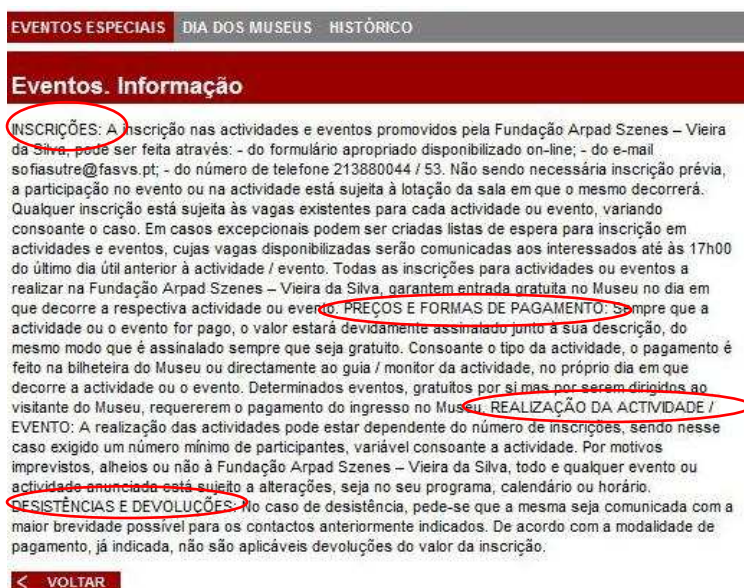 EVENTOS ESPECIAIS DIA DOS MUSEUS HISTÓRICO
Eventos. Informação
INSCRIÇÕES: A inscrição nas actividades e eventos promovidos pela Fundação Arpad Szenes – Vieira
da Silva, pode ser feita através: - do formulário apropriado disponibilizado on-line; - do e-mail
sofiasutre@fasvs.pt; - do número de telefone 213880044 / 53. Não sendo necessária inscrição prévia,
a participação no evento ou na actividade está sujeita à lotação da sala em que o mesmo decorrerá.
Qualquer inscrição está sujeita às vagas existentes para cada actividade ou evento, variando
consoante o caso. Em casos excepcionais podem ser criadas listas de espera para inscrição em
actividades e eventos, cujas vagas disponibilizadas serão comunicadas aos interessados até às 17h00
do último dia útil anterior à actividade / evento. Todas as inscrições para actividades ou eventos a
realizar na Fundação Arpad Szenes – Vieira da Silva, garantem entrada gratuita no Museu no dia em
que decorre a respectiva actividade ou evento. PREÇOS E FORMAS DE PAGAMENTO: Sempre que a
actividade ou o evento for pago, o valor estará devidamente assinalado junto à sua descrição, do
mesmo modo que é assinalado sempre que seja gratuito. Consoante o tipo da actividade, o pagamento é
feito na bilheteira do Museu ou directamente ao guia / monitor da actividade, no próprio dia em que
decorre a actividade ou o evento. Determinados eventos, gratuitos por si mas por serem dirigidos ao
visitante do Museu, requererem o pagamento do ingresso no Museu. REALIZAÇÃO DA ACTIVIDADE /
EVENTO: A realização das actividades pode estar dependente do número de inscrições, sendo nesse
caso exigido um número mínimo de participantes, variável consoante a actividade. Por motivos
imprevistos, alheios ou não à Fundação Arpad Szenes – Vieira da Silva, todo e qualquer evento ou
actividade anunciada está sujeito a alterações, seja no seu programa, calendário ou horário.
DESISTÊNCIAS E DEVOLUÇÕES: No caso de desistência, pede-se que a mesma seja comunicada com a
maior brevidade possível para os contactos anteriormente indicados. De acordo com a modalidade de
pagamento, já indicada, não são aplicáveis devoluções do valor da inscrição.
< VOLTAR